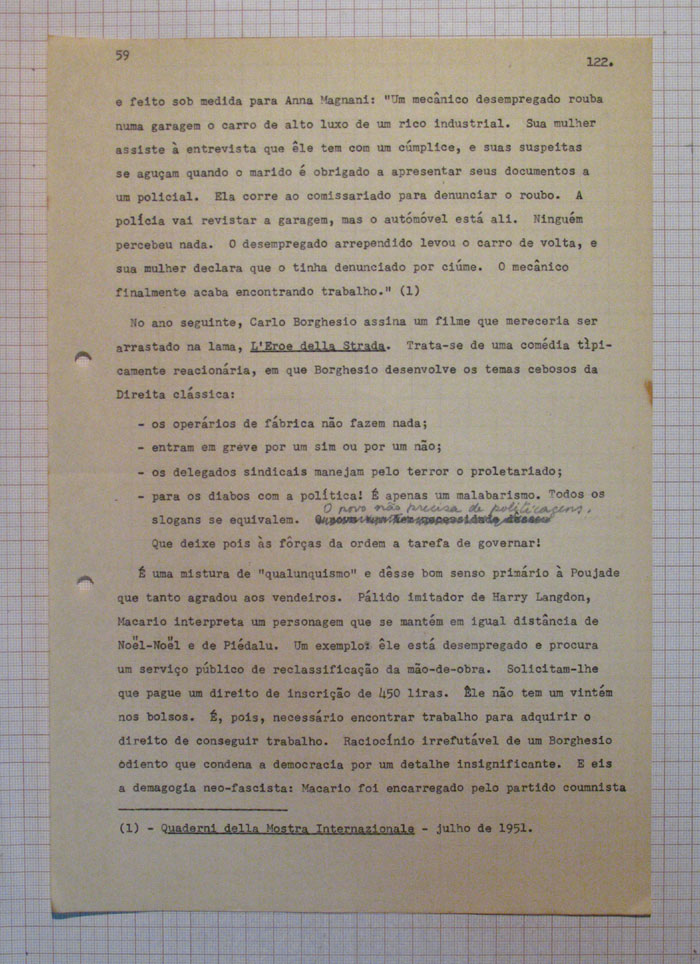 59
122.
e feito sob medida para Anna Magnani: "Um mecânico desempregado rouba
numa garagem o carro de alto luxo de um rico industrial. Sua mulher
assiste à entrevista que êle tem com um cúmplice, e suas suspeitas
se aguçam quando o marido é obrigado a apresentar seus documentos a
um policial. Ela corre ao comissariado para denunciar o roubo. A
polícia vai revistar a garagem, mas o autómóvel está ali. Ninguém
percebeu nada. O desempregado arrependido levou o carro de volta, e
sua mulher declara que o tinha denunciado por ciúme. O mecânico
finalmente acaba encontrando trabalho." (1)
No ano seguinte, Carlo Borghesio assina um filme que mereceria ser
arrastado na lama, L'Eroe della Strada. Trata-se de uma comédia tìpi-
camente reacionária, em que Borghesio desenvolve os temas cebosos da
Direita clássica:
- os operários de fábrica não fazem nada;
- entram em greve por um sim ou por um não;
- os delegados sindicais manejam pelo terror o proletariado;
- para os diabos com a política! É apenas um malabarismo. Todos os
O povo não precisa de politicagens.
slogans se equivalem.
Que deixe pois às fôrças da ordem a tarefa de governar!
É uma mistura de "qualunquismo" e dêsse bom senso primário à Poujade
que tanto agradou aos vendeiros. Pálido imitador de Harry Langdon,
Macario interpreta um personagem que se mantém em igual distância de
Noël-Noël e de Piédalu. Um exemplo: êle está desempregado e procura
um serviço público de reclassificação da mão-de-obra. Solicitam-lhe
que pague um direito de inscrição de 450 liras. Êle não tem um vintém
nos bolsos. É, pois, necessário encontrar trabalho para adquirir o
direito de conseguir trabalho. Raciocínio irrefutável de um Borghesio
odiento que condena a democracia por um detalhe insignificante. E eis
a demagogia neo-fascista: Macario foi encarregado pelo partido coumnista
(1) - Quaderni della Mostra Internazionale - julho de 1951.